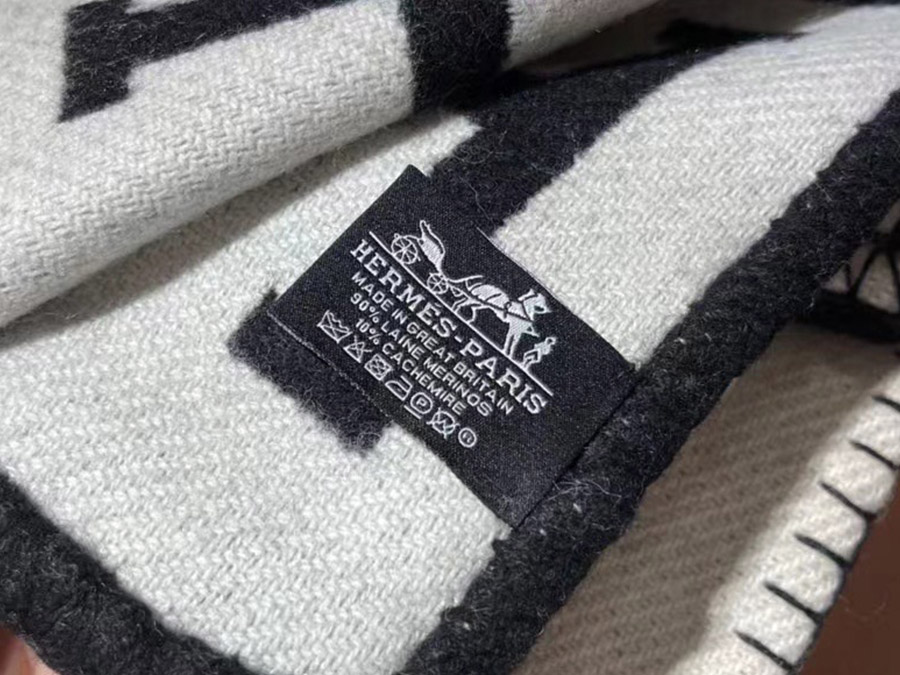 HERMES-PARIS
MADE IN GREAT BRITAIN
90% LAINE MERINOS
10% CACHEMIRE